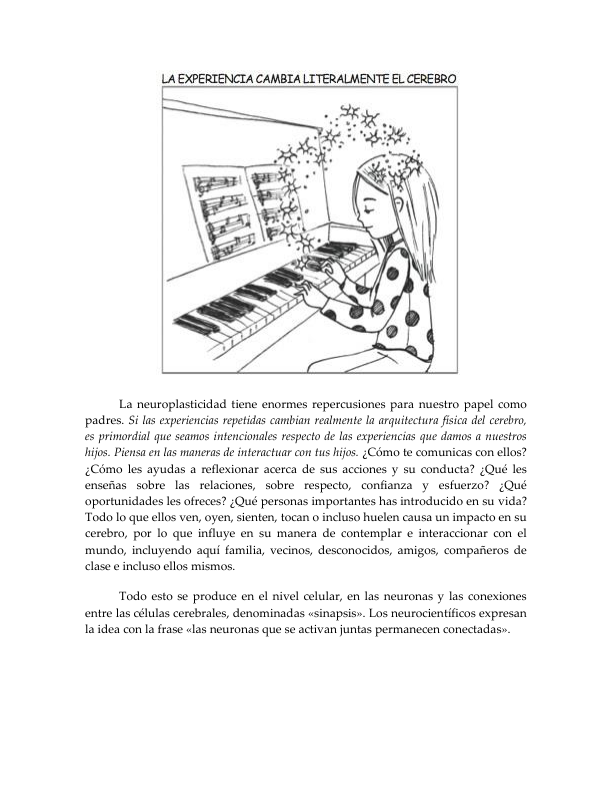 LA EXPERIENCIA CAMBIA LITERALMENTE EL CEREBRO
La neuroplasticidad tiene enormes repercusiones para nuestro papel como
padres. Si las experiencias repetidas cambian realmente la arquitectura física del cerebro,
es primordial que seamos intencionales respecto de las experiencias que damos a nuestros
hijos. Piensa en las maneras de interactuar con tus hijos. ¿Cómo te comunicas con ellos?
¿Cómo les ayudas a reflexionar acerca de sus acciones y su conducta? ¿Qué les
enseñas sobre las relaciones, sobre respecto, confianza y esfuerzo? ¿Qué
oportunidades les ofreces? ¿Qué personas importantes has introducido en su vida?
Todo lo que ellos ven, oyen, sienten, tocan o incluso huelen causa un impacto en su
cerebro, por lo que influye en su manera de contemplar e interaccionar con el
mundo, incluyendo aquí familia, vecinos, desconocidos, amigos, compañeros de
clase e incluso ellos mismos.
Todo esto se produce en el nivel celular, en las neuronas y las conexiones
entre las células cerebrales, denominadas «sinapsis». Los neurocientíficos expresan
la idea con la frase «las neuronas que se activan juntas permanecen conectadas».